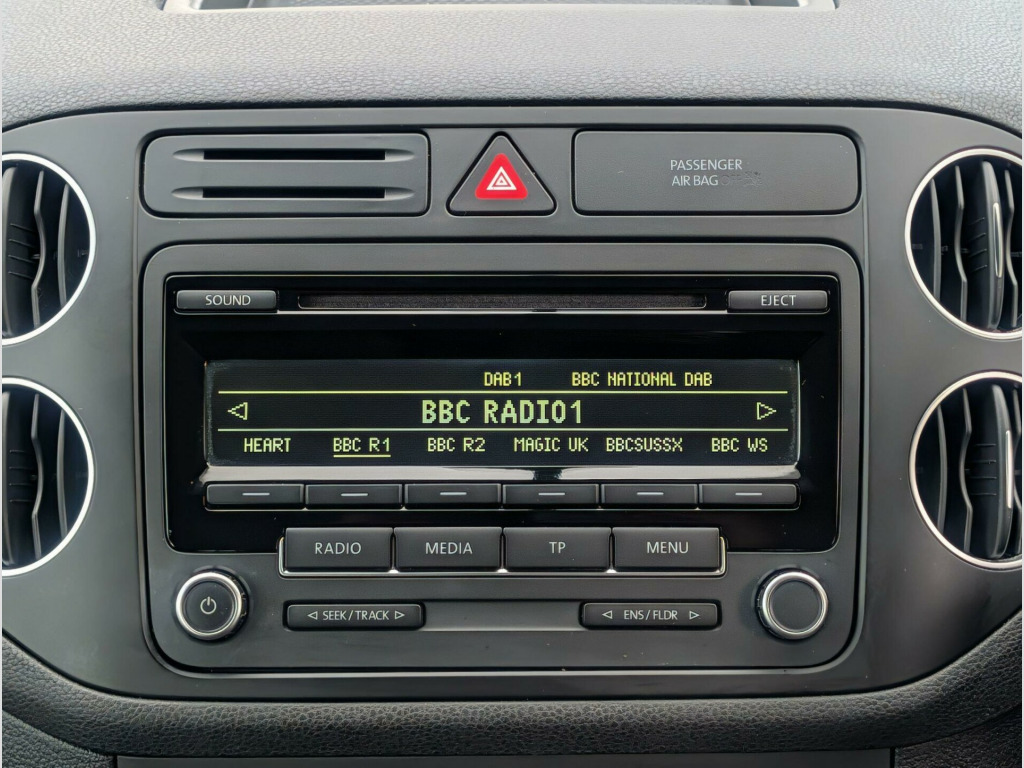 PASSENGER
AIR BAG OFF
SOUND
EJECT
DAB1 BBC NATIONAL DAB
BBC RADIO1
HEART BBC R1 BBC R2 MAGIC UK BBCSUSSX BBC WS
RADIO MEDIA TP MENU
SEEK/TRACK
ENS/FLDR